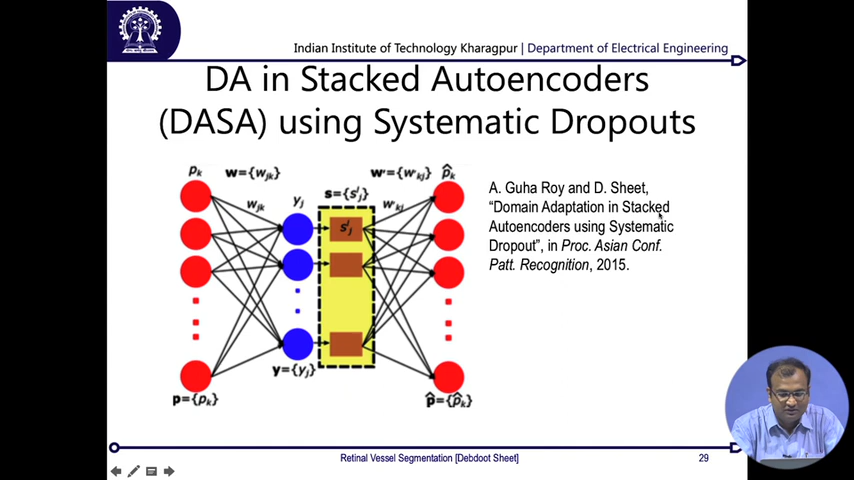 Indian Institute of Technology Kharagpur | Department of Electrical Engineering
DA in Stacked Autoencoders
(DASA) using Systematic Dropouts
pₖ
w={wⱼₖ}
w'={w'ₖⱼ}
p̂ₖ
s={sʲ'ⱼ}
wⱼₖ
yⱼ
w'ₖⱼ
s'ⱼ
y={yⱼ}
p={pₖ}
p̂={p̂ₖ}
A. Guha Roy and D. Sheet,
“Domain Adaptation in Stacked
Autoencoders using Systematic
Dropout”, in Proc. Asian Conf.
Patt. Recognition, 2015.
Retinal Vessel Segmentation [Debdoot Sheet]
29